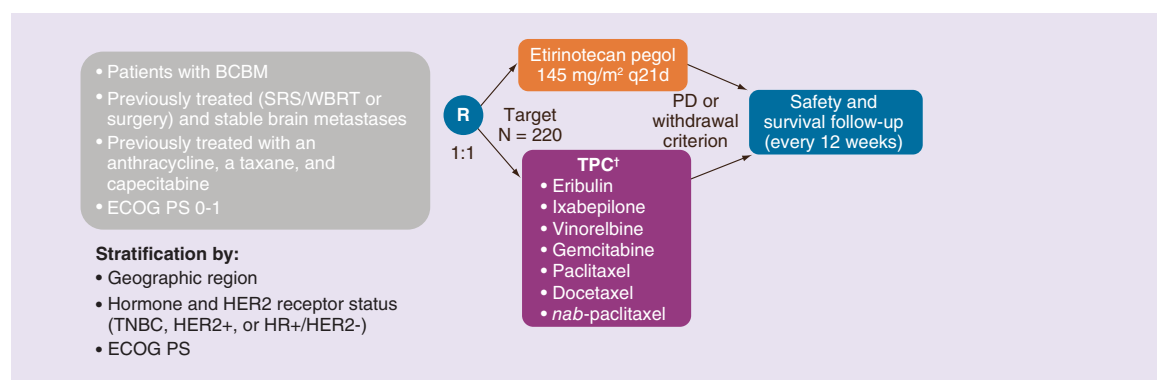 • Patients with BCBM
• Previously treated (SRS/WBRT or
surgery) and stable brain metastases
• Previously treated with an
anthracycline, a taxane, and
capecitabine
• ECOG PS 0-1
Stratification by:
• Geographic region
• Hormone and HER2 receptor status
(TNBC, HER2+, or HR+/HER2-)
• ECOG PS
R
1:1
Target
N = 220
Etirinotecan pegol
145 mg/m² q21d
TPC†
• Eribulin
• Ixabepilone
• Vinorelbine
• Gemcitabine
• Paclitaxel
• Docetaxel
• nab-paclitaxel
PD or
withdrawal
criterion
Safety and
survival follow-up
(every 12 weeks)